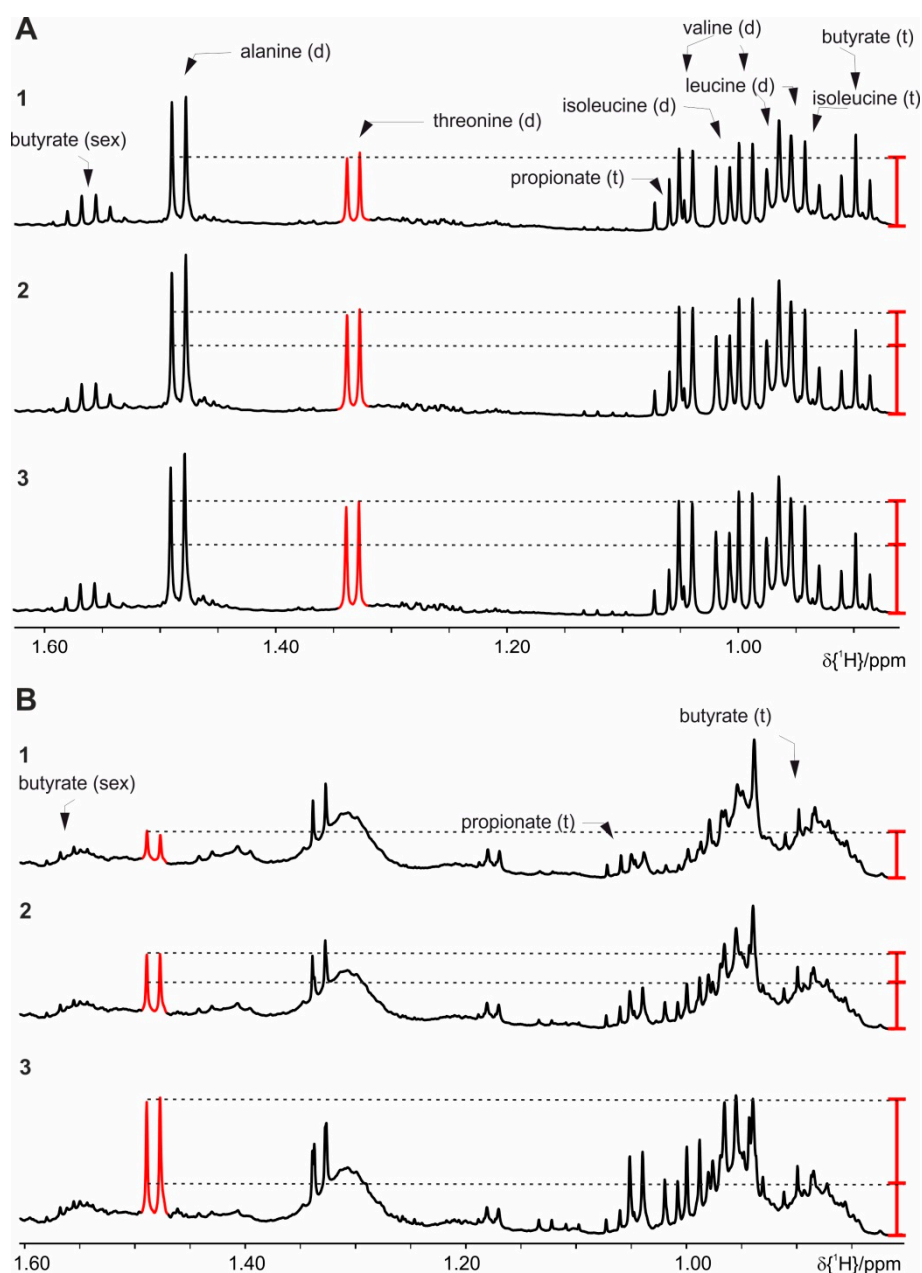 A
alanine (d)
valine (d)
butyrate (t)
1
leucine (d)
isoleucine (d)
isoleucine (t)
butyrate (sex)
threonine (d)
propionate (t)
2
3
1.60
1.40
1.20
1.00
δ{¹H}/ppm
B
butyrate (t)
1
butyrate (sex)
propionate (t)
2
3
1.60
1.40
1.20
1.00
δ{¹H}/ppm